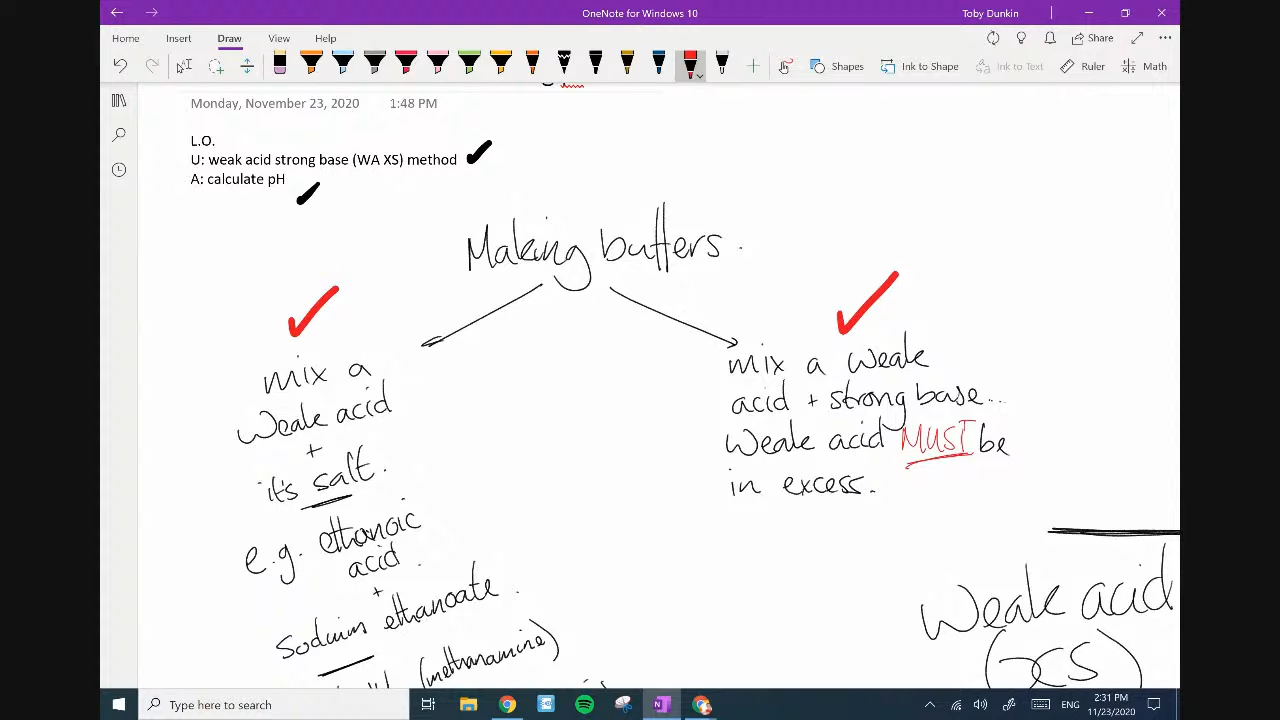 OneNote for Windows 10
Toby Dunkin
Home Insert Draw View Help
Share
Shapes
Ink to Shape
Ink to Text
Ruler
Math
Monday, November 23, 2020 1:48 PM
L.O.
U: weak acid strong base (WA XS) method
A: calculate pH
Making buffers.
mix a
weak acid
+
it's salt.
e.g. ethanoic
acid.
+
sodium ethanoate.
(methanamine)
mix a weak
acid + strong base...
weak acid MUST be
in excess.
Weak acid
(xs)
Type here to search
2:31 PM
11/23/2020